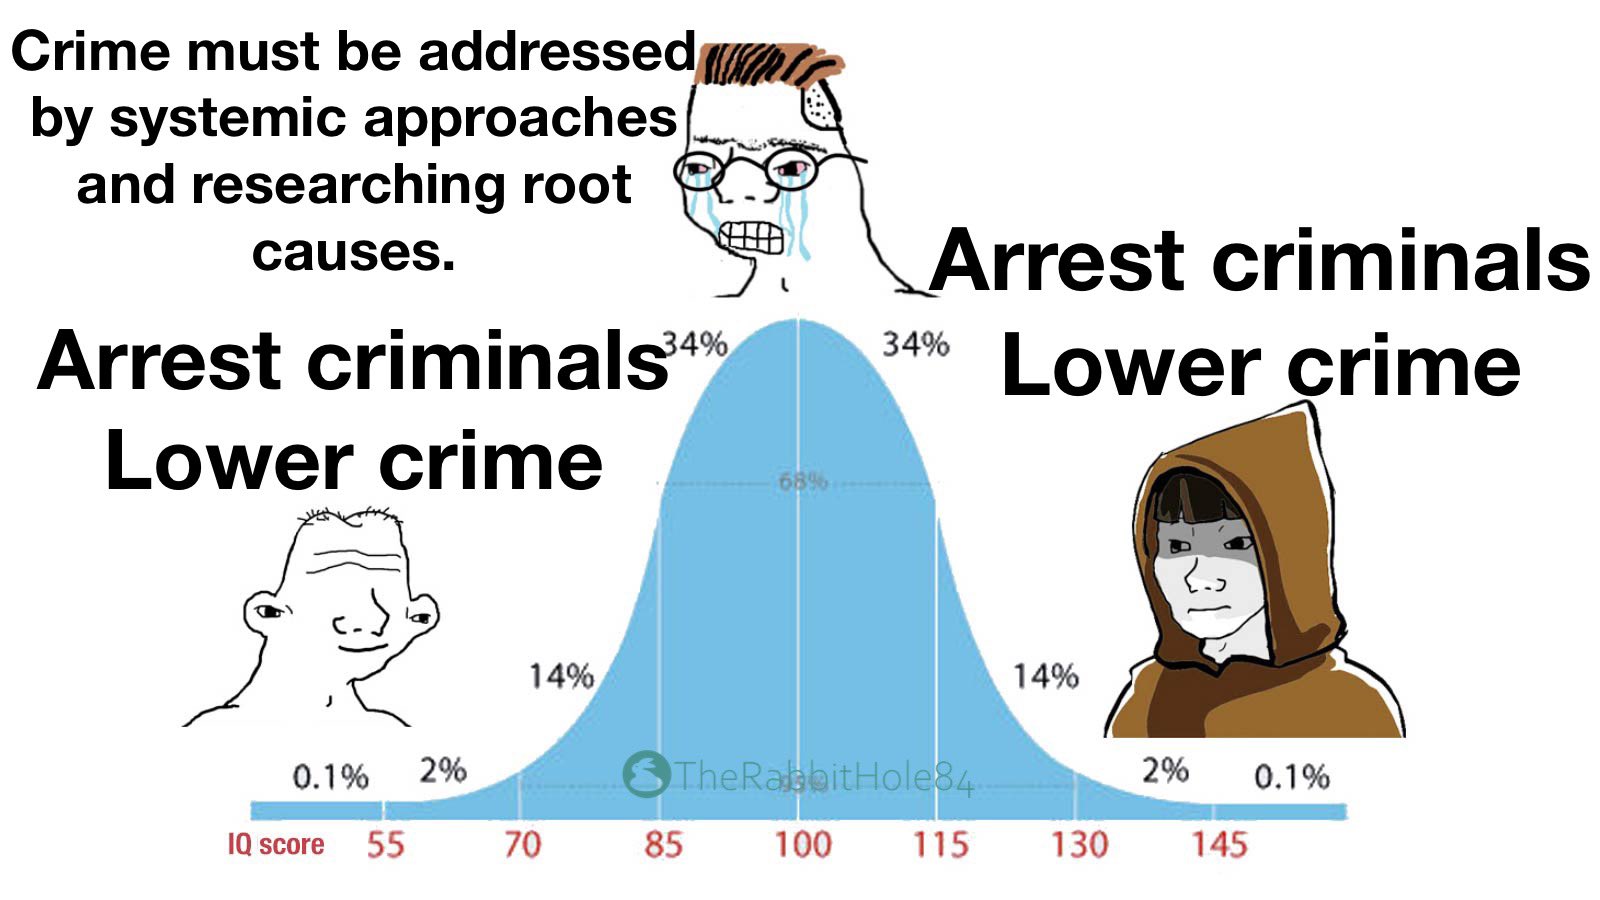 Crime must be addressed
by systemic approaches
and researching root
causes.
Arrest criminals
Lower crime
Arrest criminals
Lower crime
34%
34%
68%
14%
14%
0.1%
2%
TheRabbitHole84
95%
2%
0.1%
IQ score
55
70
85
100
115
130
145